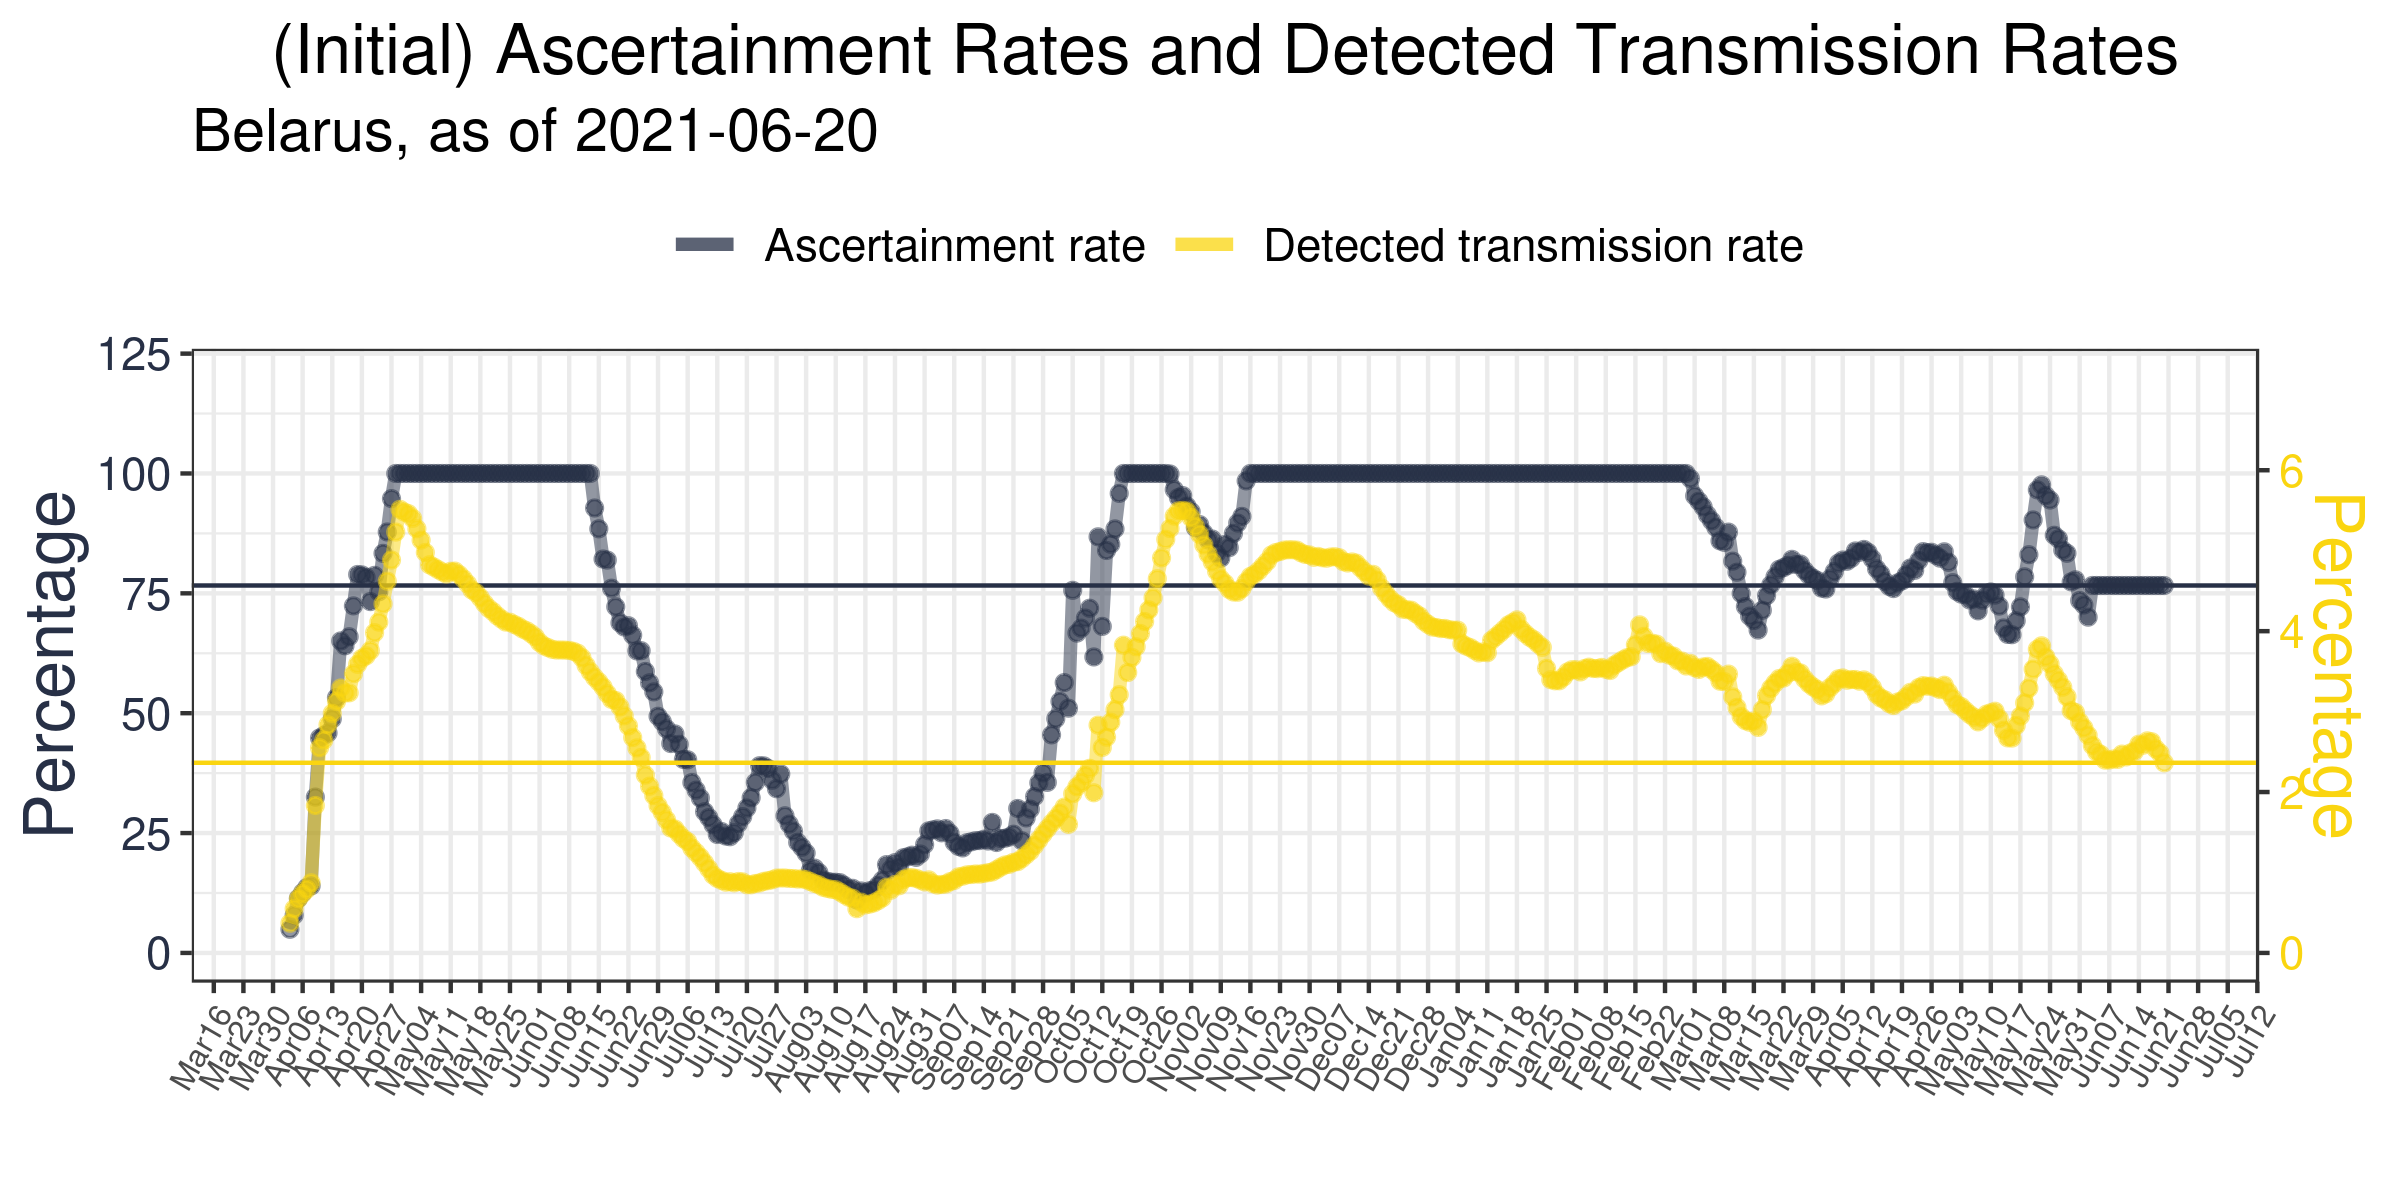 (Initial) Ascertainment Rates and Detected Transmission Rates
Belarus, as of 2021-06-20
Ascertainment rate Detected transmission rate
Percentage
125
100
75
50
25
0
6
4
2
0
Percentage
Mar16 Mar23 Mar30 Apr06 Apr13 Apr20 Apr27 May04 May11 May18 May25 Jun01 Jun08 Jun15 Jun22 Jun29 Jul06 Jul13 Jul20 Jul27 Aug03 Aug10 Aug17 Aug24 Aug31 Sep07 Sep14 Sep21 Sep28 Oct05 Oct12 Oct19 Oct26 Nov02 Nov09 Nov16 Nov23 Nov30 Dec07 Dec14 Dec21 Dec28 Jan04 Jan11 Jan18 Jan25 Feb01 Feb08 Feb15 Feb22 Mar01 Mar08 Mar15 Mar22 Mar29 Apr05 Apr12 Apr19 Apr26 May03 May10 May17 May24 May31 Jun07 Jun14 Jun21 Jun28 Jul05 Jul12